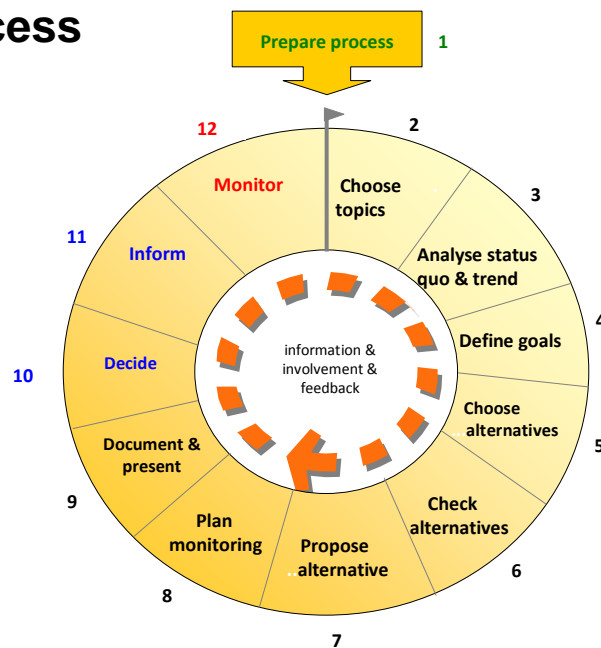 cess
Prepare process
1
2
Choose
topics
3
Analyse status
quo & trend
4
Define goals
5
Choose
alternatives
6
Check
alternatives
7
Propose
alternative
8
Plan
monitoring
9
Document &
present
10
Decide
11
Inform
12
Monitor
information &
involvement &
feedback